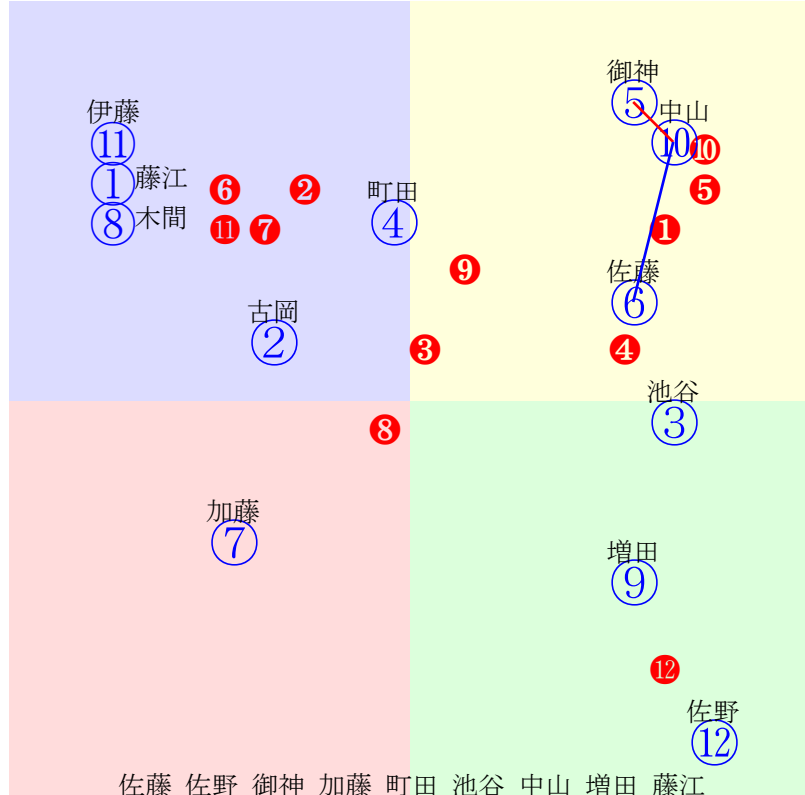 御神
⑤
伊藤
中山
⑪
⑩
❿
① 藤江
❻
❷
町田
❺
⑧ 木間
⓫
❼
④
❶
❾
佐藤
⑥
古岡
②
❸
❹
池谷
③
❽
加藤
⑦
増田
⑨
⓬
佐野
⑫
佐藤 佐野 御神 加藤 町田 池谷 中山 増田 藤江